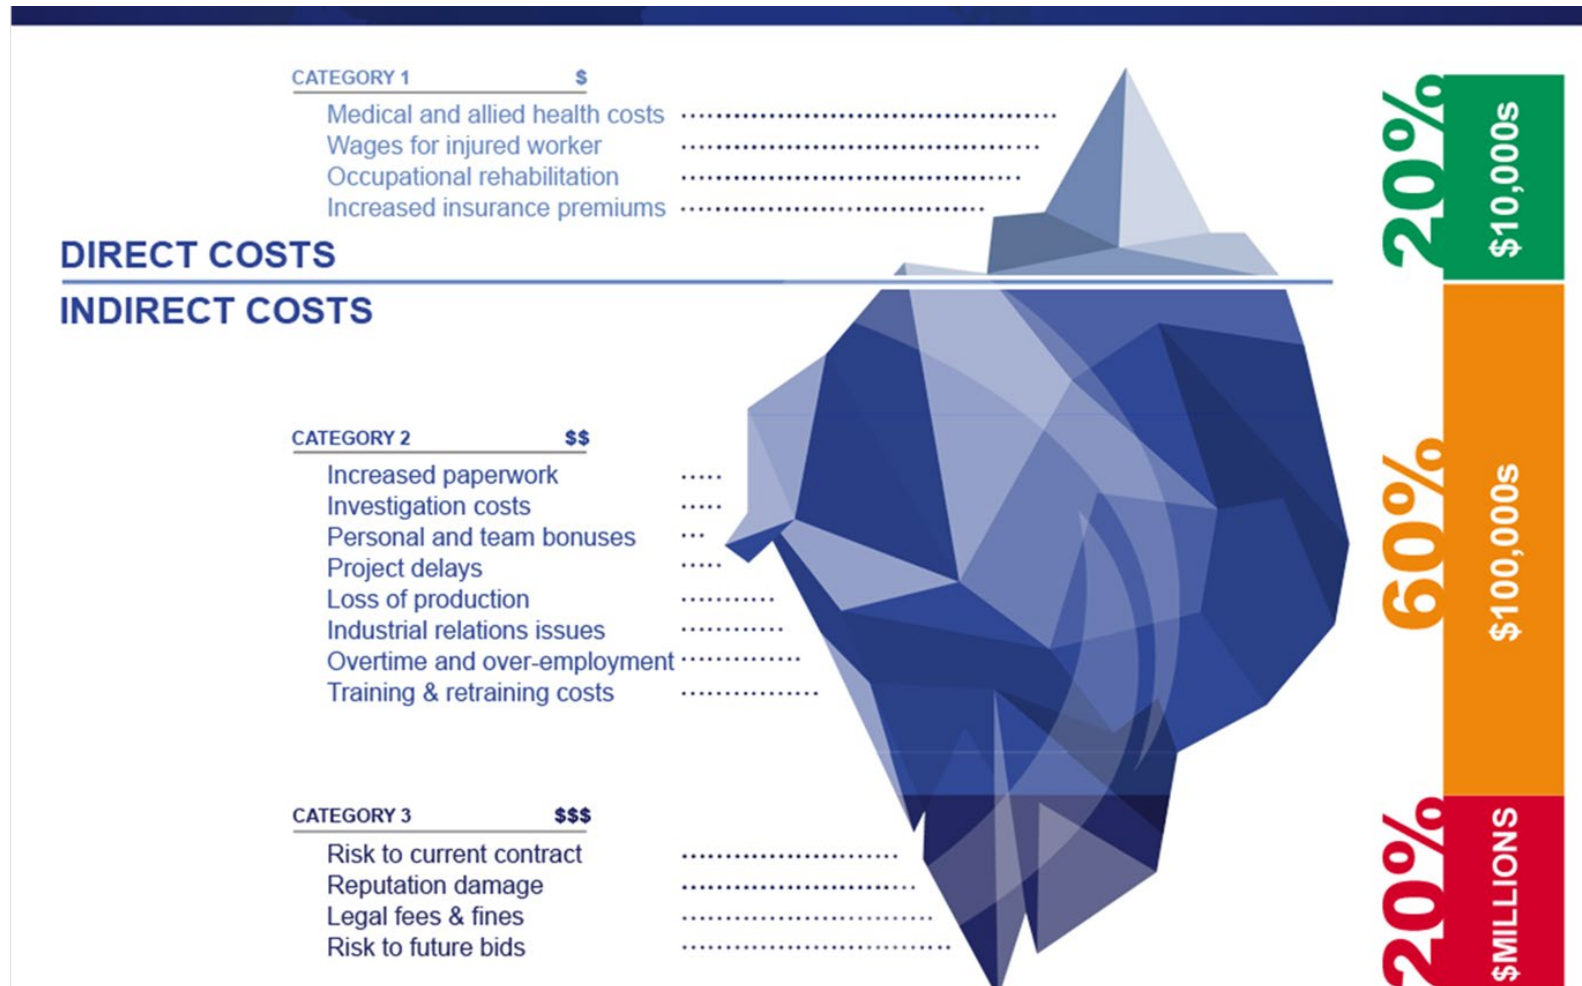 CATEGORY 1 $
Medical and allied health costs
Wages for injured worker
Occupational rehabilitation
Increased insurance premiums
DIRECT COSTS
INDIRECT COSTS
CATEGORY 2 $$
Increased paperwork
Investigation costs
Personal and team bonuses
Project delays
Loss of production
Industrial relations issues
Overtime and over-employment
Training & retraining costs
CATEGORY 3 $$$
Risk to current contract
Reputation damage
Legal fees & fines
Risk to future bids
20%
$10,000s
60%
$100,000s
20%
$MILLIONS